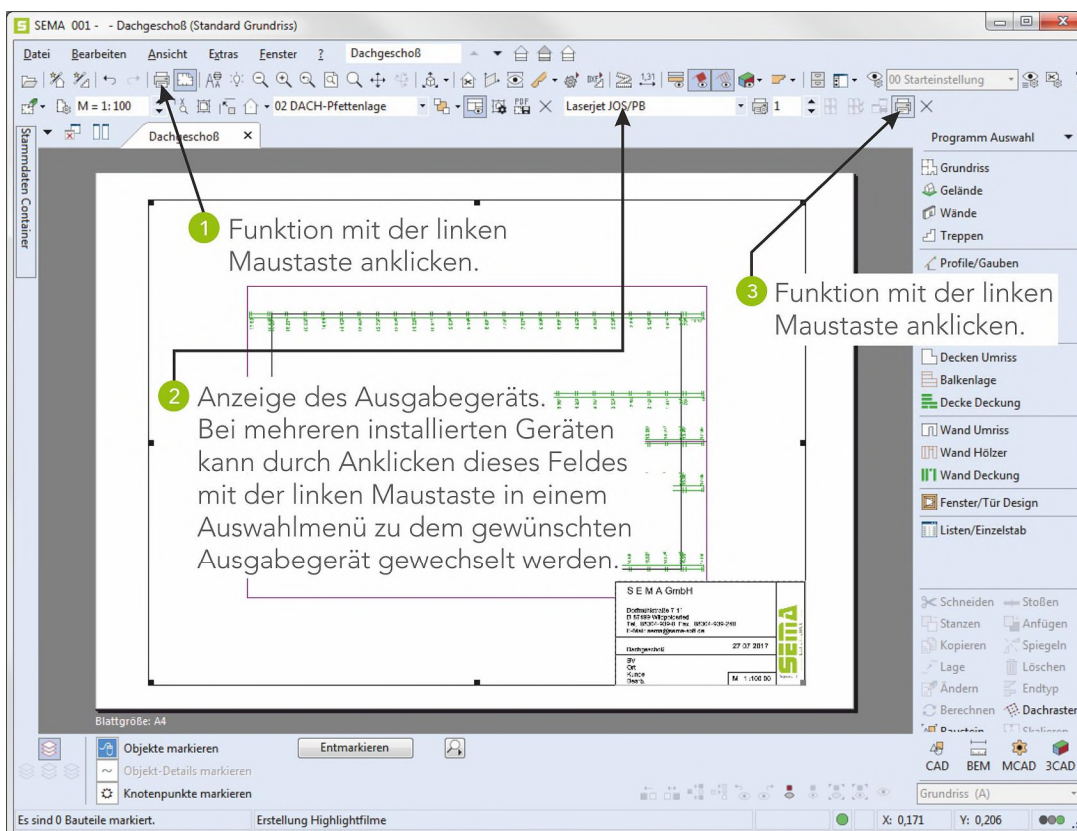 SEMA 001 - - Dachgeschoß (Standard Grundriss)
Datei Bearbeiten Ansicht Extras Fenster ? Dachgeschoß
00 Starteinstellung
M = 1: 100 02 DACH-Pfettenlage PDF Laserjet JOS/PB 1
Stammdaten Container
Dachgeschoß
Programm Auswahl
Grundriss
Gelände
Wände
Treppen
Profile/Gauben
1 Funktion mit der linken
Maustaste anklicken.
3 Funktion mit der linken
Maustaste anklicken.
2 Anzeige des Ausgabegeräts.
Bei mehreren installierten Geräten
kann durch Anklicken dieses Feldes
mit der linken Maustaste in einem
Auswahlmenü zu dem gewünschten
Ausgabegerät gewechselt werden.
Decken Umriss
Balkenlage
Decke Deckung
Wand Umriss
Wand Hölzer
Wand Deckung
Fenster/Tür Design
Listen/Einzelstab
S E M A GmbH
Dachgeschoß 27 07 2017
BV
Ort
Kunde
Bearb.
M 1:100 00
SEMA
Schneiden Stoßen
Stanzen Anfügen
Kopieren Spiegeln
Lage Löschen
Ändern Endtyp
Berechnen Dachraster
Baustein Skalieren
Blattgröße: A4
Objekte markieren Entmarkieren
Objekt-Details markieren
Knotenpunkte markieren
CAD BEM MCAD 3CAD
Grundriss (A)
Es sind 0 Bauteile markiert. Erstellung Highlightfilme X: 0,171 Y: 0,206